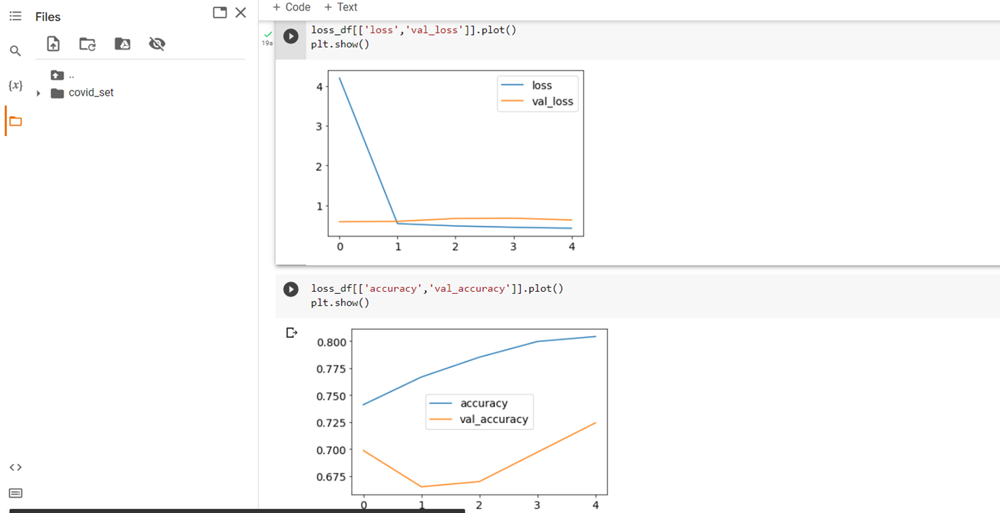 Files
..
covid_set
{x}
<>
+ Code + Text
19s
loss_df[['loss','val_loss']].plot()
plt.show()
loss
val_loss
4
3
2
1
0 1 2 3 4
loss_df[['accuracy','val_accuracy']].plot()
plt.show()
0.800
0.775
0.750
0.725
0.700
0.675
accuracy
val_accuracy
0 1 2 3 4